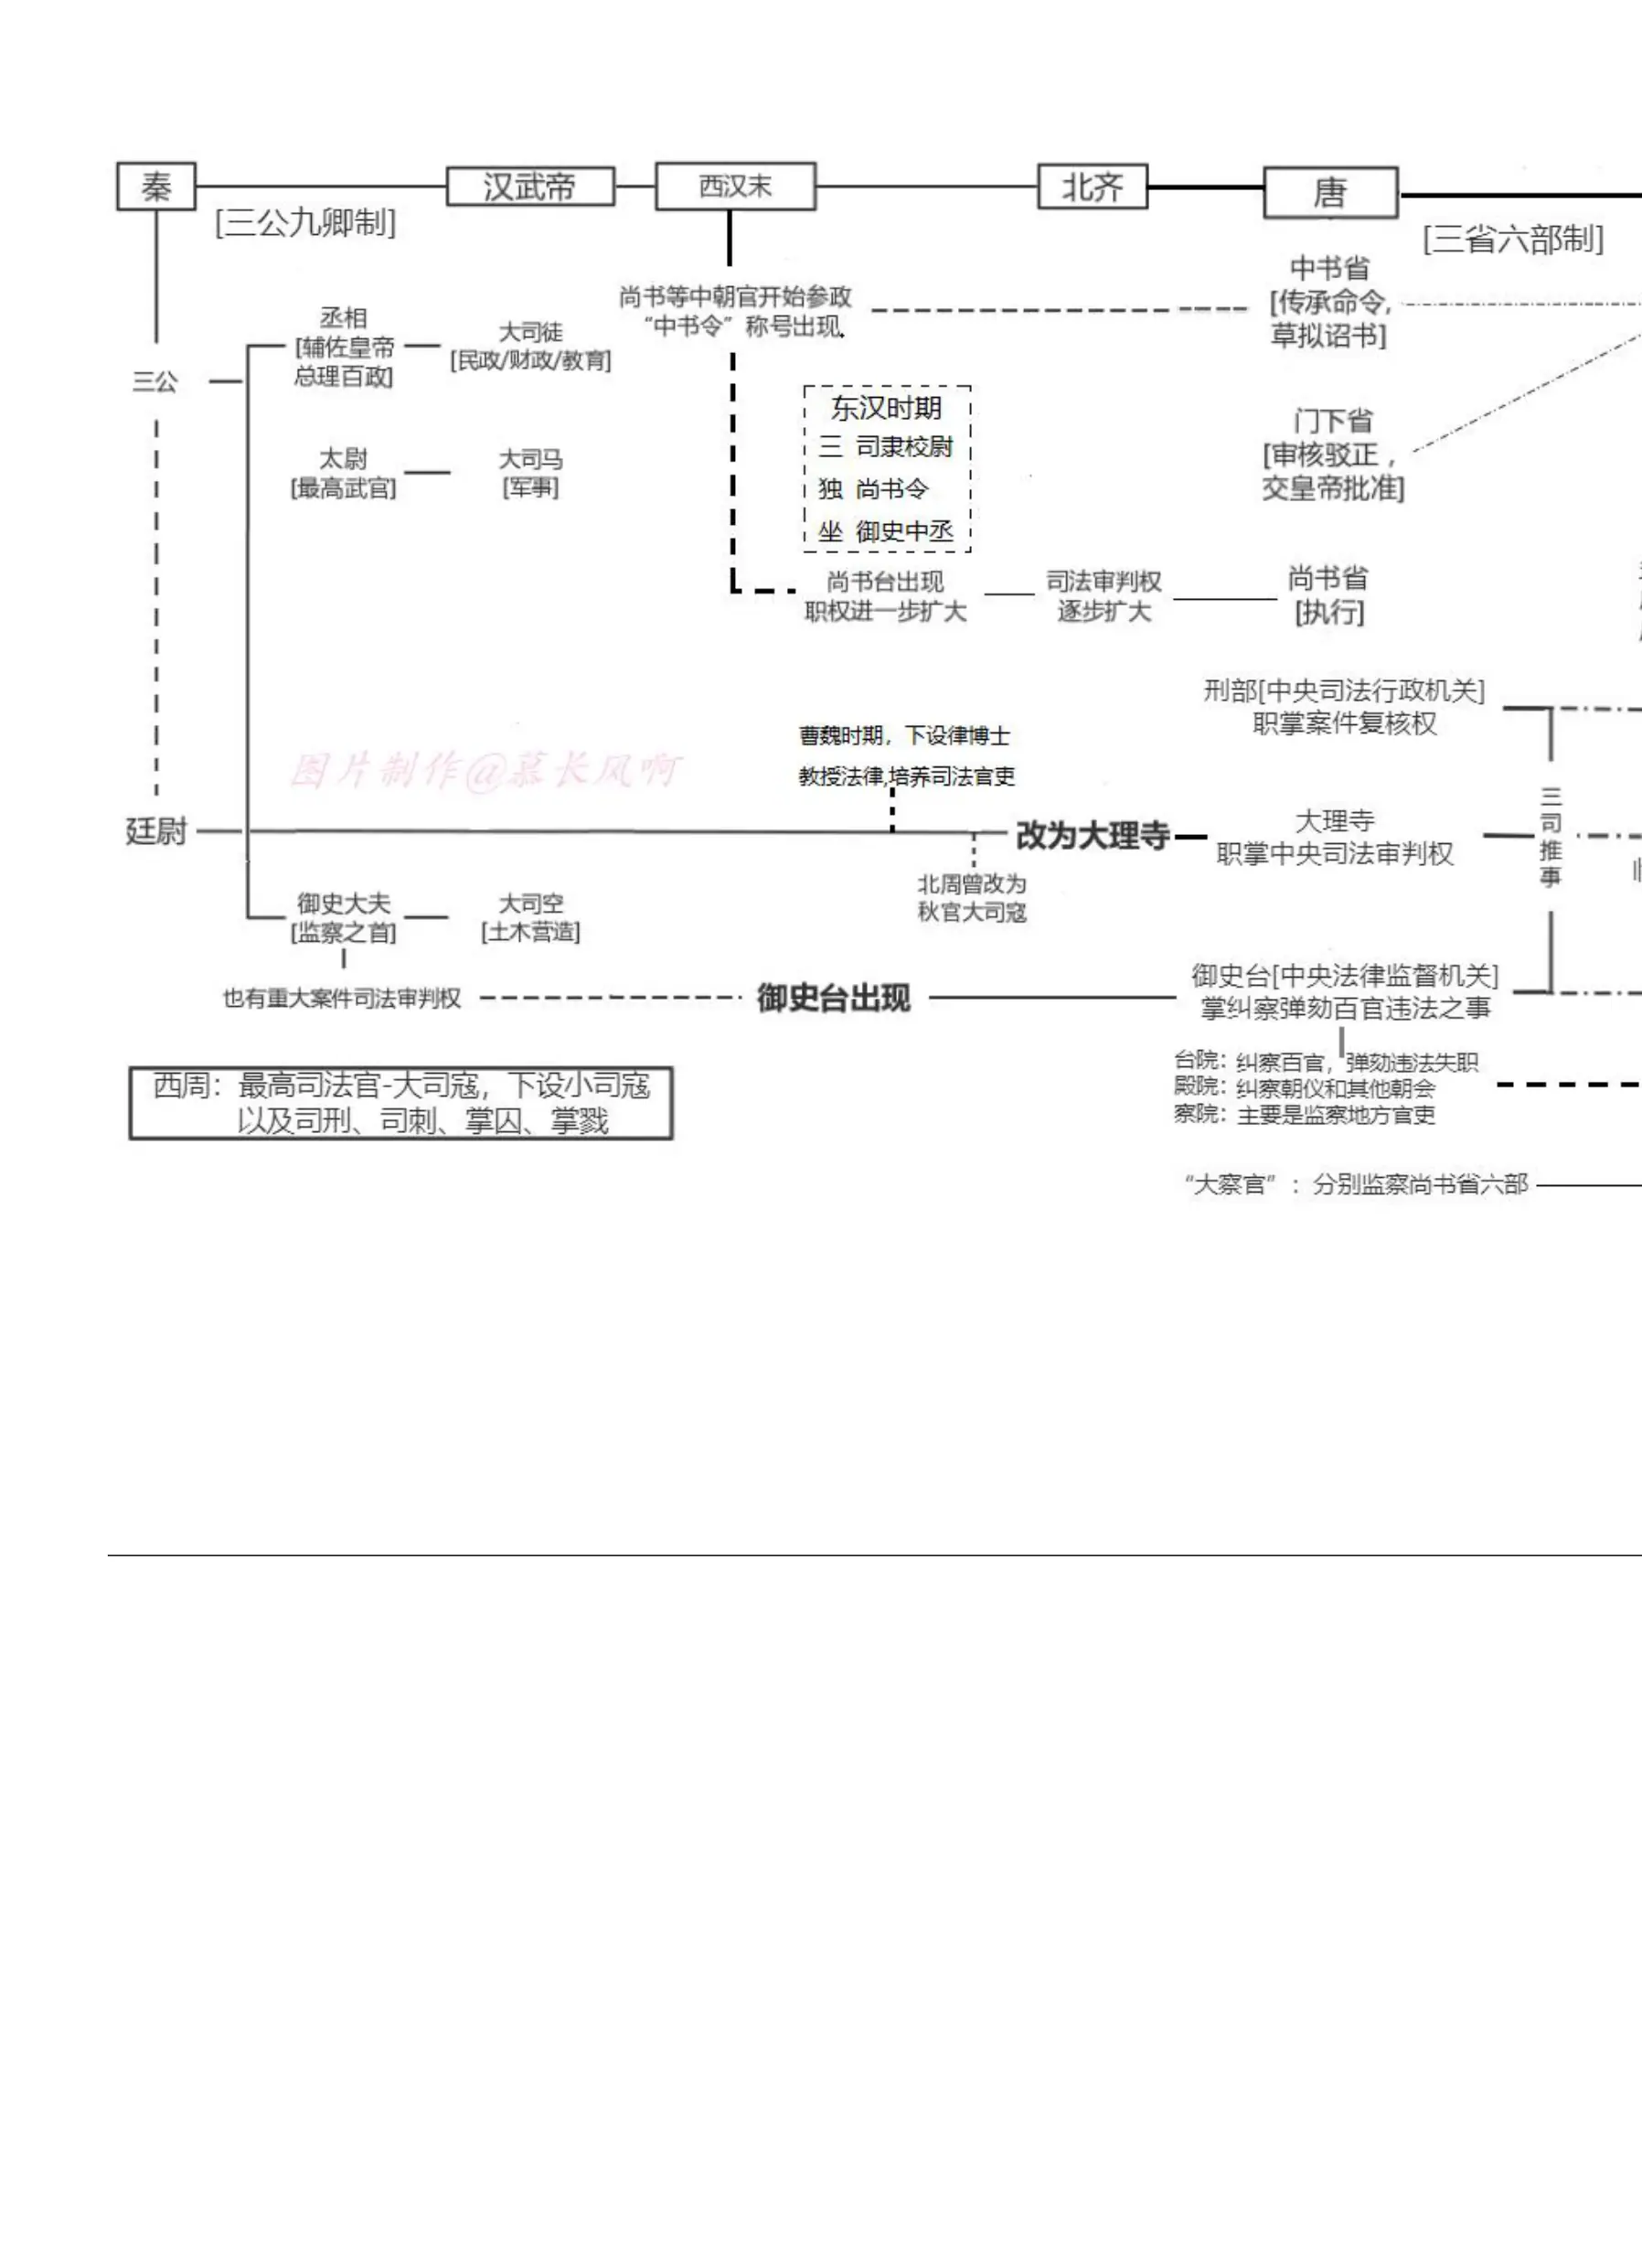 秦
汉武帝
西汉末
北齐
唐
[三公九卿制]
[三省六部制]
三公
丞相
[辅佐皇帝
总理百政]
大司徒
[民政/财政/教育]
太尉
[最高武官]
大司马
[军事]
尚书等中朝官开始参政
“中书令”称号出现.
东汉时期
三 司隶校尉
独 尚书令
坐 御史中丞
尚书台出现
职权进一步扩大
司法审判权
逐步扩大
中书省
[传承命令,
草拟诏书]
门下省
[审核驳正，
交皇帝批准]
尚书省
[执行]
刑部[中央司法行政机关]
职掌案件复核权
图片制作@慕长风啊
曹魏时期，下设律博士
教授法律,培养司法官吏
廷尉
改为大理寺
北周曾改为
秋官大司寇
大理寺
职掌中央司法审判权
三
司
推
事
御史大夫
[监察之首]
大司空
[土木营造]
也有重大案件司法审判权
御史台出现
御史台[中央法律监督机关]
掌纠察弹劾百官违法之事
台院：纠察百官，弹劾违法失职
殿院：纠察朝仪和其他朝会
察院：主要是监察地方官吏
“大察官”：分别监察尚书省六部
西周：最高司法官-大司寇，下设小司寇
以及司刑、司刺、掌囚、掌戮